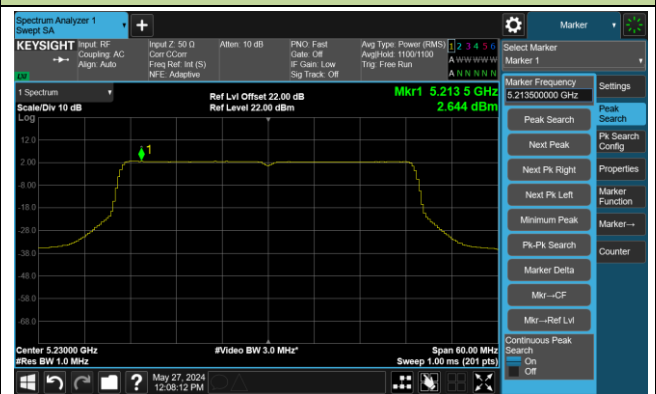 Spectrum Analyzer 1
Swept SA
+
Marker
KEYSIGHT
Input: RF
Coupling: AC
Align: Auto
Input Z: 50 Ω
Corr CCorr
Freq Ref: Int (S)
NFE: Adaptive
Atten: 10 dB
PNO: Fast
Gate: Off
IF Gain: Low
Sig Track: Off
Avg Type: Power (RMS)
Avg|Hold: 1100/1100
Trig: Free Run
1 2 3 4 5 6
A W W W W W
A N N N N N
Select Marker
Marker 1
LXI
1 Spectrum
Scale/Div 10 dB
Ref Lvl Offset 22.00 dB
Ref Level 22.00 dBm
Mkr1 5.213 5 GHz
2.644 dBm
Log
12.0
2.00
-8.00
-18.0
-28.0
-38.0
-48.0
-58.0
-68.0
1
Center 5.23000 GHz
#Res BW 1.0 MHz
#Video BW 3.0 MHz*
Span 60.00 MHz
Sweep 1.00 ms (201 pts)
Marker Frequency
5.213500000 GHz
Peak Search
Next Peak
Next Pk Right
Next Pk Left
Minimum Peak
Pk-Pk Search
Marker Delta
Mkr→CF
Mkr→Ref Lvl
Continuous Peak
Search
On
Off
Settings
Peak
Search
Pk Search
Config
Properties
Marker
Function
Marker→
Counter
?
May 27, 2024
12:08:12 PM